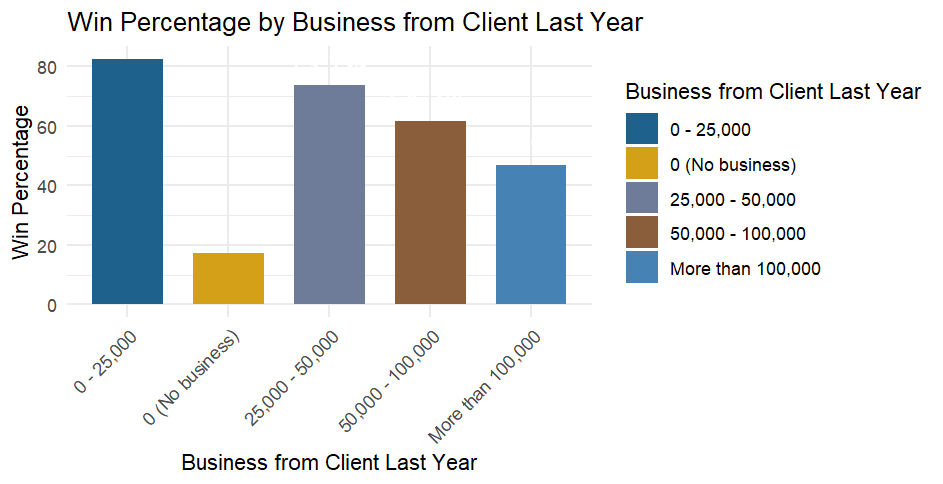 Win Percentage by Business from Client Last Year
80
60
40
20
0
Win Percentage
0 - 25,000
0 (No business)
25,000 - 50,000
50,000 - 100,000
More than 100,000
Business from Client Last Year
Business from Client Last Year
0 - 25,000
0 (No business)
25,000 - 50,000
50,000 - 100,000
More than 100,000